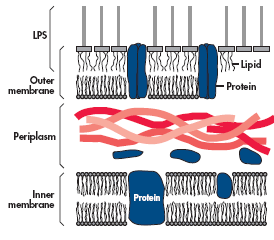 LPS
Lipid
Outer
membrane
Protein
Periplasm
Inner
membrane
Protein